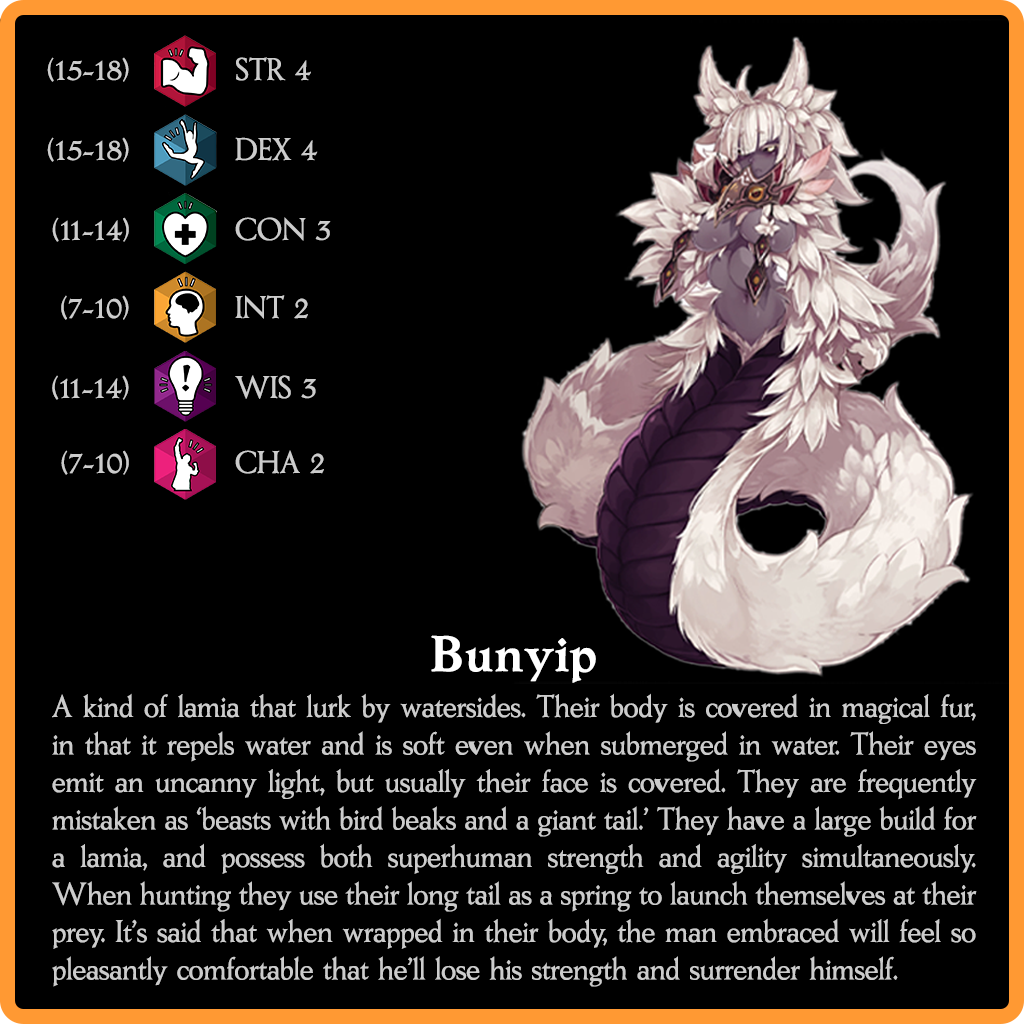 (15-18) STR 4
(15-18) DEX 4
(11-14) CON 3
(7-10) INT 2
(11-14) WIS 3
(7-10) CHA 2
Bunyip
A kind of lamia that lurk by watersides. Their body is covered in magical fur,
in that it repels water and is soft even when submerged in water. Their eyes
emit an uncanny light, but usually their face is covered. They are frequently
mistaken as ‘beasts with bird beaks and a giant tail.’ They have a large build for
a lamia, and possess both superhuman strength and agility simultaneously.
When hunting they use their long tail as a spring to launch themselves at their
prey. It’s said that when wrapped in their body, the man embraced will feel so
pleasantly comfortable that he’ll lose his strength and surrender himself.